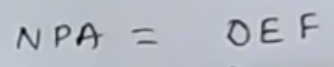 NPA = OEF